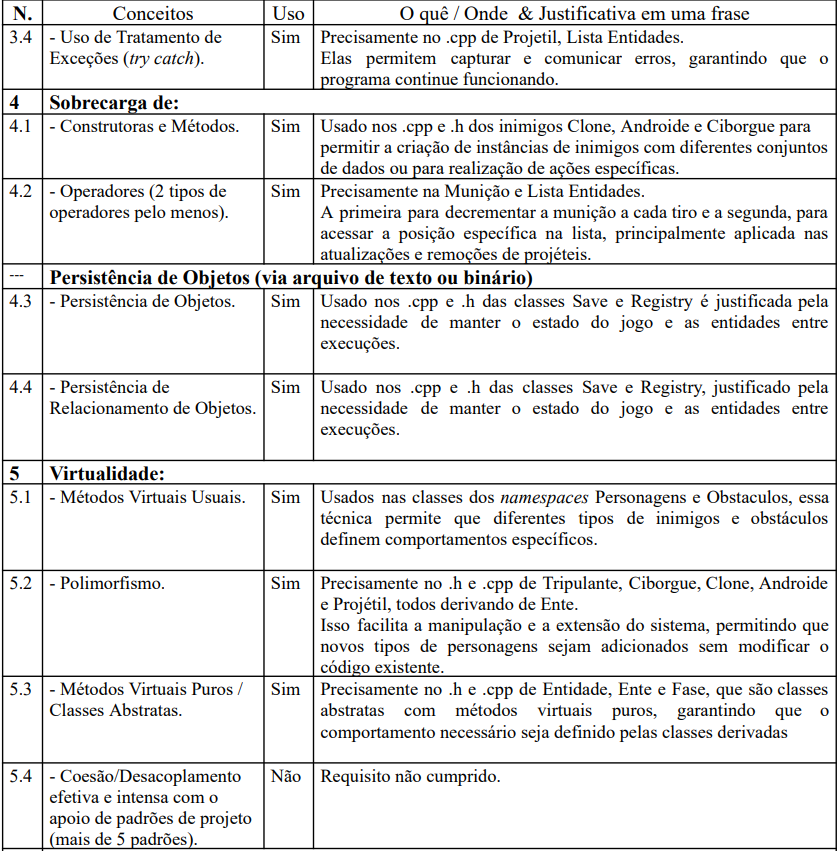 N. Conceitos Uso O quê / Onde & Justificativa em uma frase
3.4 - Uso de Tratamento de Exceções (try catch). Sim Precisamente no .cpp de Projetil, Lista Entidades.
Elas permitem capturar e comunicar erros, garantindo que o
programa continue funcionando.
4 Sobrecarga de:
4.1 - Construtoras e Métodos. Sim Usado nos .cpp e .h dos inimigos Clone, Androide e Ciborgue para
permitir a criação de instâncias de inimigos com diferentes conjuntos
de dados ou para realização de ações específicas.
4.2 - Operadores (2 tipos de operadores pelo menos). Sim Precisamente na Munição e Lista Entidades.
A primeira para decrementar a munição a cada tiro e a segunda, para
acessar a posição específica na lista, principalmente aplicada nas
atualizações e remoções de projéteis.
--- Persistência de Objetos (via arquivo de texto ou binário)
4.3 - Persistência de Objetos. Sim Usado nos .cpp e .h das classes Save e Registry é justificada pela
necessidade de manter o estado do jogo e as entidades entre
execuções.
4.4 - Persistência de Relacionamento de Objetos. Sim Usado nos .cpp e .h das classes Save e Registry, justificado pela
necessidade de manter o estado do jogo e as entidades entre
execuções.
5 Virtualidade:
5.1 - Métodos Virtuais Usuais. Sim Usados nas classes dos namespaces Personagens e Obstaculos, essa
técnica permite que diferentes tipos de inimigos e obstáculos
definem comportamentos específicos.
5.2 - Polimorfismo. Sim Precisamente no .h e .cpp de Tripulante, Ciborgue, Clone, Androide
e Projétil, todos derivando de Ente.
Isso facilita a manipulação e a extensão do sistema, permitindo que
novos tipos de personagens sejam adicionados sem modificar o
código existente.
5.3 - Métodos Virtuais Puros / Classes Abstratas. Sim Precisamente no .h e .cpp de Entidade, Ente e Fase, que são classes
abstratas com métodos virtuais puros, garantindo que o
comportamento necessário seja definido pelas classes derivadas
5.4 - Coesão/Desacoplamento efetiva e intensa com o apoio de padrões de projeto (mais de 5 padrões). Não Requisito não cumprido.